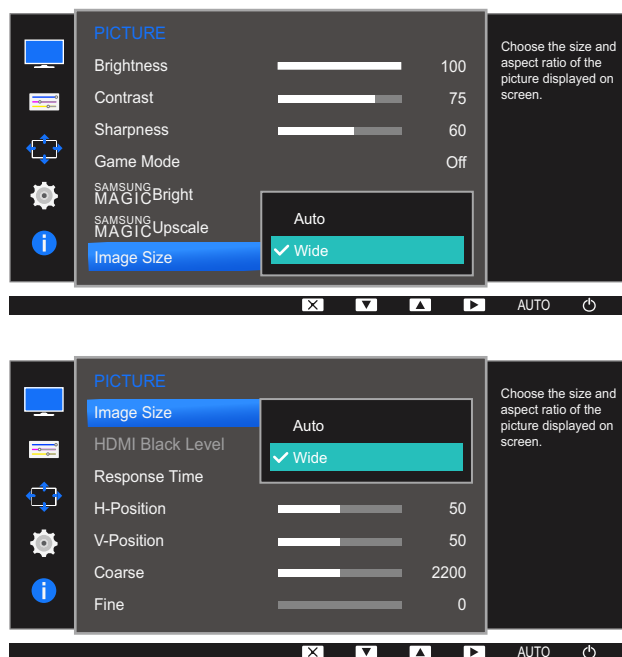 PICTURE
Brightness 100
Contrast 75
Sharpness 60
Game Mode Off
SAMSUNG MAGIC Bright
SAMSUNG MAGIC Upscale
Image Size
Auto
Wide
Choose the size and
aspect ratio of the
picture displayed on
screen.
AUTO
PICTURE
Image Size
HDMI Black Level
Response Time
H-Position 50
V-Position 50
Coarse 2200
Fine 0
Auto
Wide
Choose the size and
aspect ratio of the
picture displayed on
screen.
AUTO